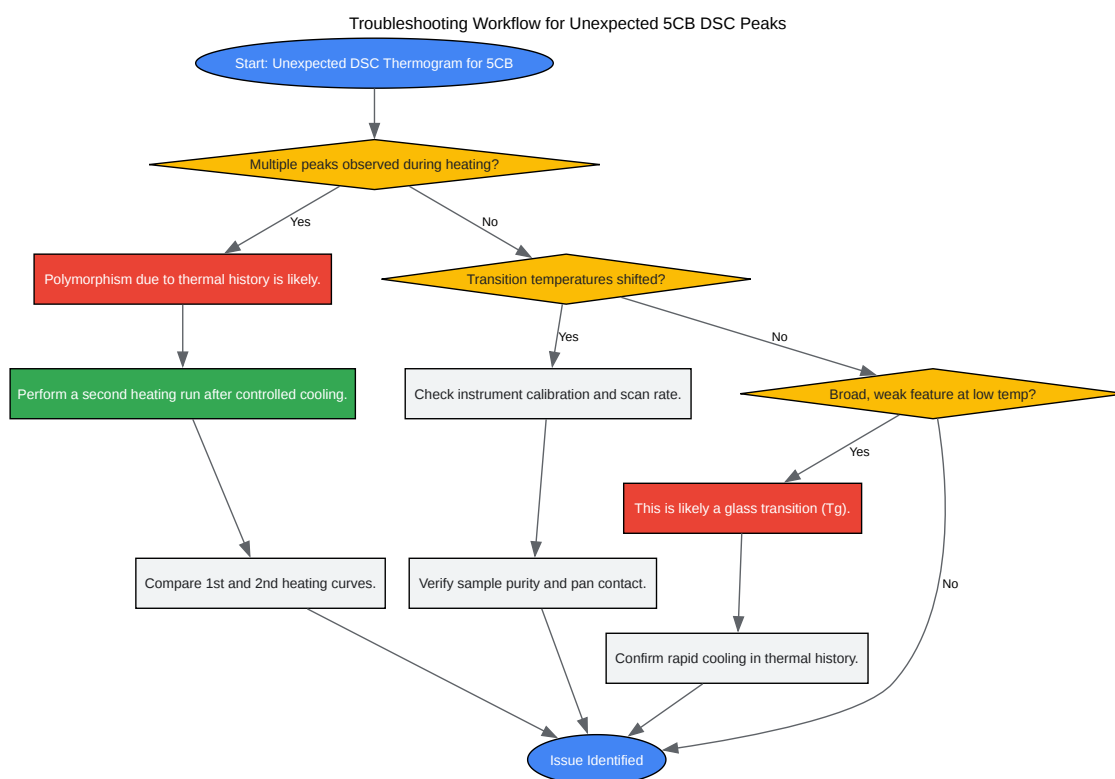 Troubleshooting Workflow for Unexpected 5CB DSC Peaks
Start: Unexpected DSC Thermogram for 5CB
Multiple peaks observed during heating?
Yes
No
Polymorphism due to thermal history is likely.
Transition temperatures shifted?
Yes
No
Perform a second heating run after controlled cooling.
Check instrument calibration and scan rate.
Broad, weak feature at low temp?
Yes
This is likely a glass transition (Tg).
Compare 1st and 2nd heating curves.
Verify sample purity and pan contact.
No
Confirm rapid cooling in thermal history.
Issue Identified